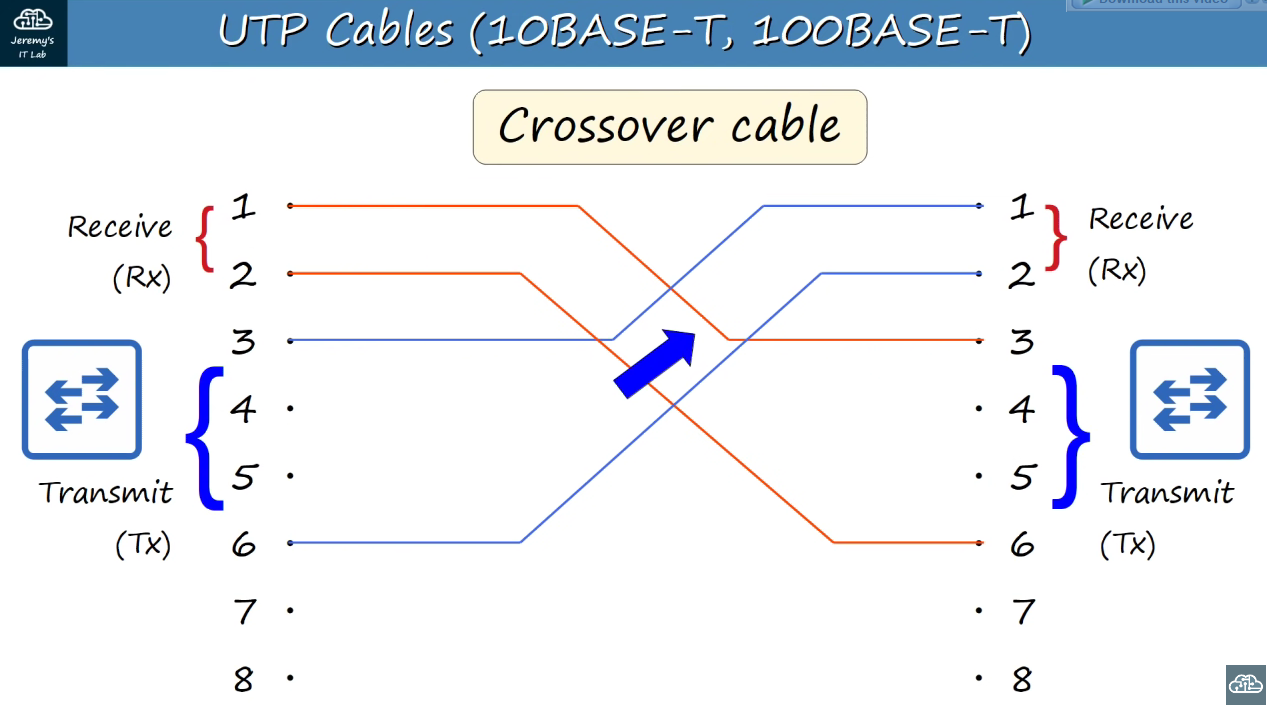 Jeremy's
IT Lab
UTP Cables (10BASE-T, 100BASE-T)
Download this video
Crossover cable
Receive
(Rx)
Transmit
(Tx)
1
2
3
4
5
6
7
8
1
2
3
4
5
6
7
8
Receive
(Rx)
Transmit
(Tx)